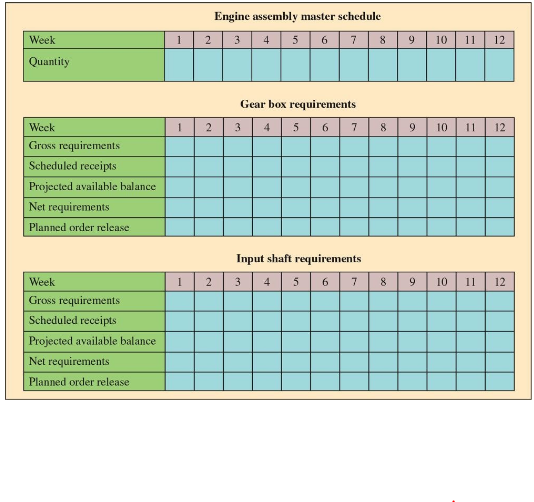 Engine assembly master schedule
Week 1 2 3 4 5 6 7 8 9 10 11 12
Quantity
Gear box requirements
Week 1 2 3 4 5 6 7 8 9 10 11 12
Gross requirements
Scheduled receipts
Projected available balance
Net requirements
Planned order release
Input shaft requirements
Week 1 2 3 4 5 6 7 8 9 10 11 12
Gross requirements
Scheduled receipts
Projected available balance
Net requirements
Planned order release